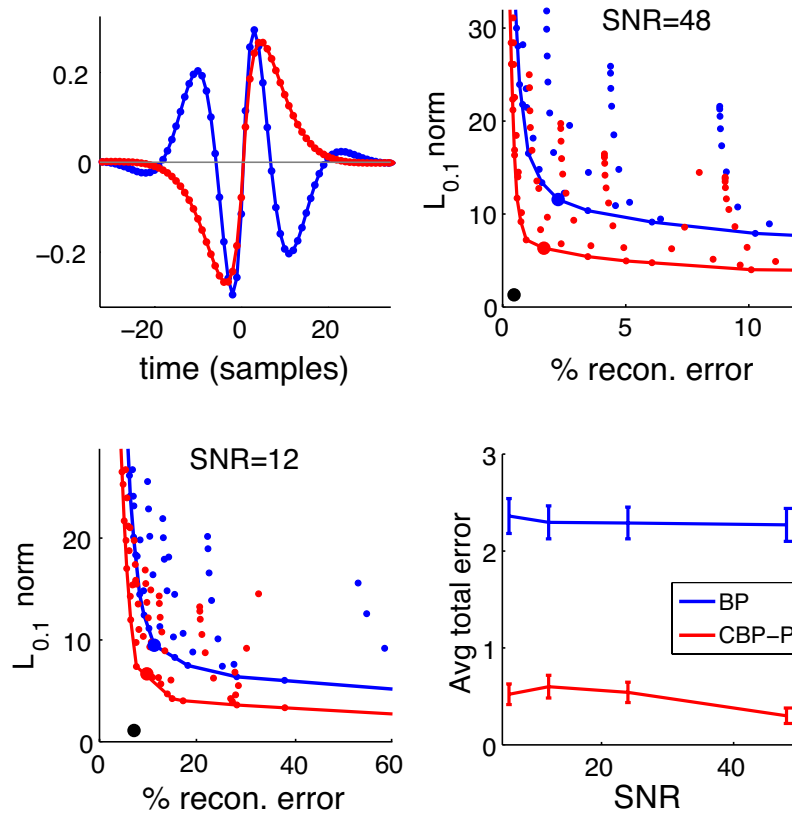 0.2
0
−0.2
−20
0
20
time (samples)
SNR=48
30
20
10
0
L0.1 norm
0
5
10
% recon. error
SNR=12
20
10
0
L0.1 norm
0
20
40
60
% recon. error
3
2
1
0
Avg total error
BP
CBP−P
20
40
SNR